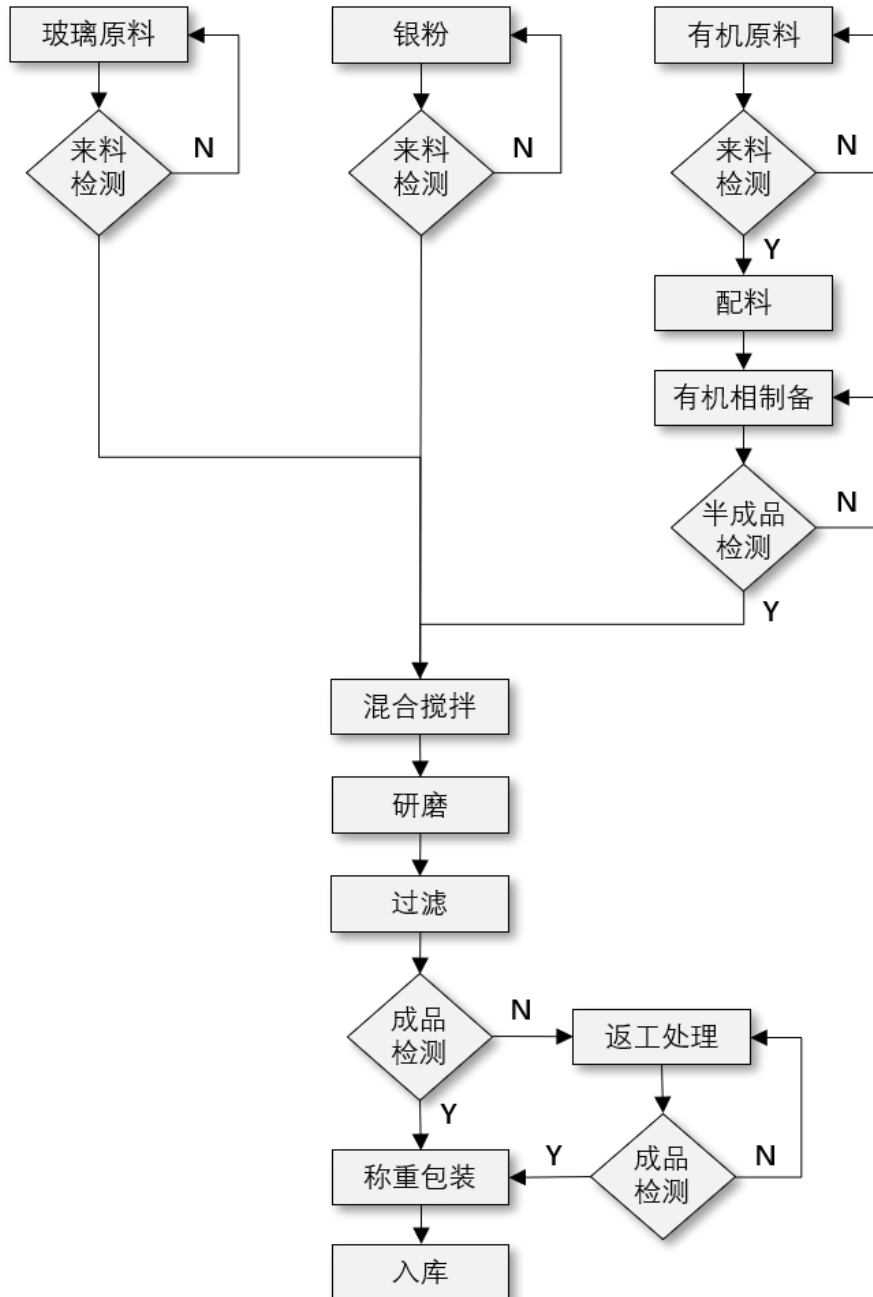 玻璃原料
银粉
有机原料
来料
检测
N
来料
检测
N
来料
检测
N
Y
配料
有机相制备
半成品
检测
N
Y
混合搅拌
研磨
过滤
成品
检测
N
返工处理
Y
称重包装
Y
成品
检测
N
入库